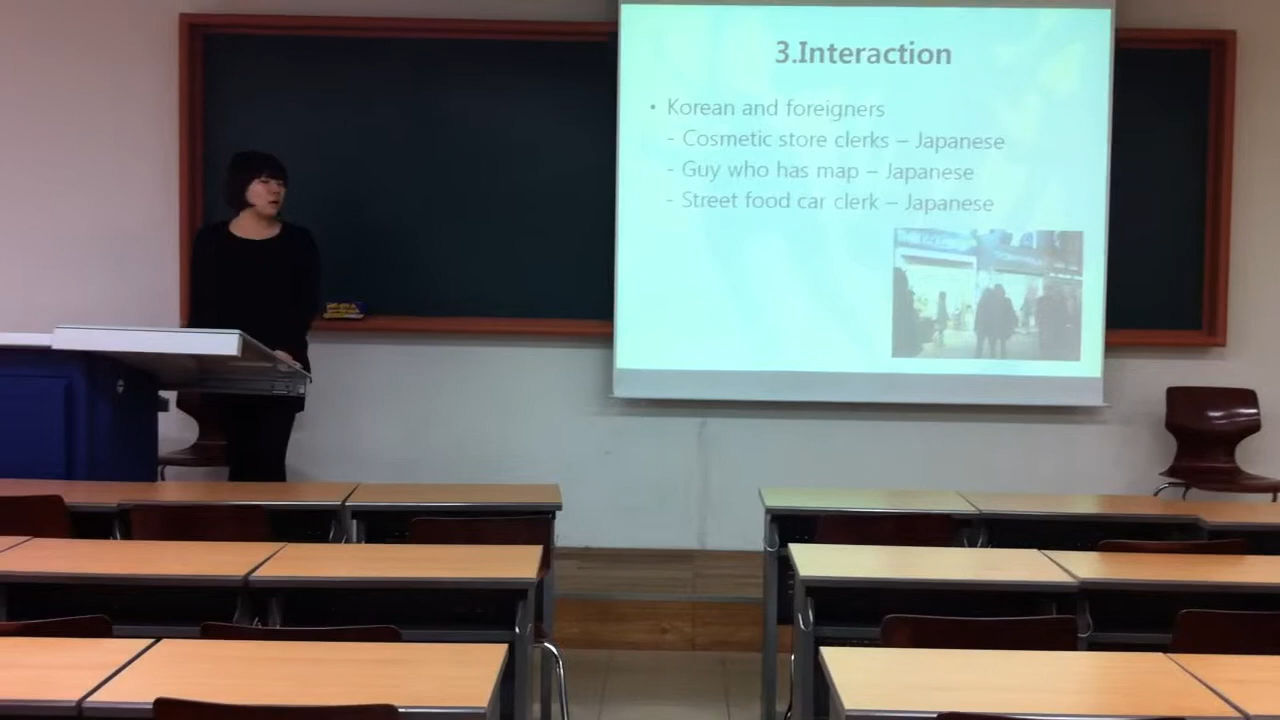 3.Interaction
• Korean and foreigners
- Cosmetic store clerks – Japanese
- Guy who has map – Japanese
- Street food car clerk – Japanese